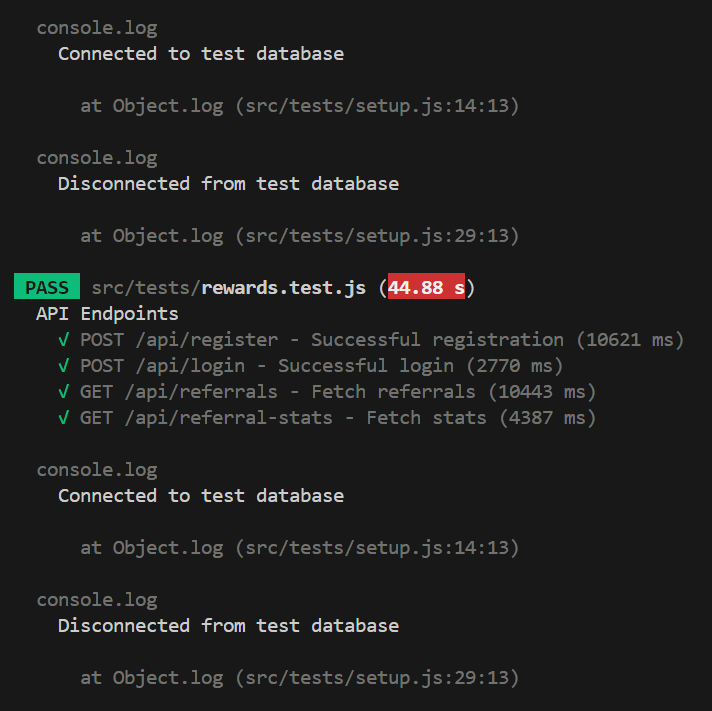 console.log
Connected to test database
at Object.log (src/tests/setup.js:14:13)
console.log
Disconnected from test database
at Object.log (src/tests/setup.js:29:13)
PASS src/tests/rewards.test.js (44.88 s)
API Endpoints
√ POST /api/register - Successful registration (10621 ms)
√ POST /api/login - Successful login (2770 ms)
√ GET /api/referrals - Fetch referrals (10443 ms)
√ GET /api/referral-stats - Fetch stats (4387 ms)
console.log
Connected to test database
at Object.log (src/tests/setup.js:14:13)
console.log
Disconnected from test database
at Object.log (src/tests/setup.js:29:13)